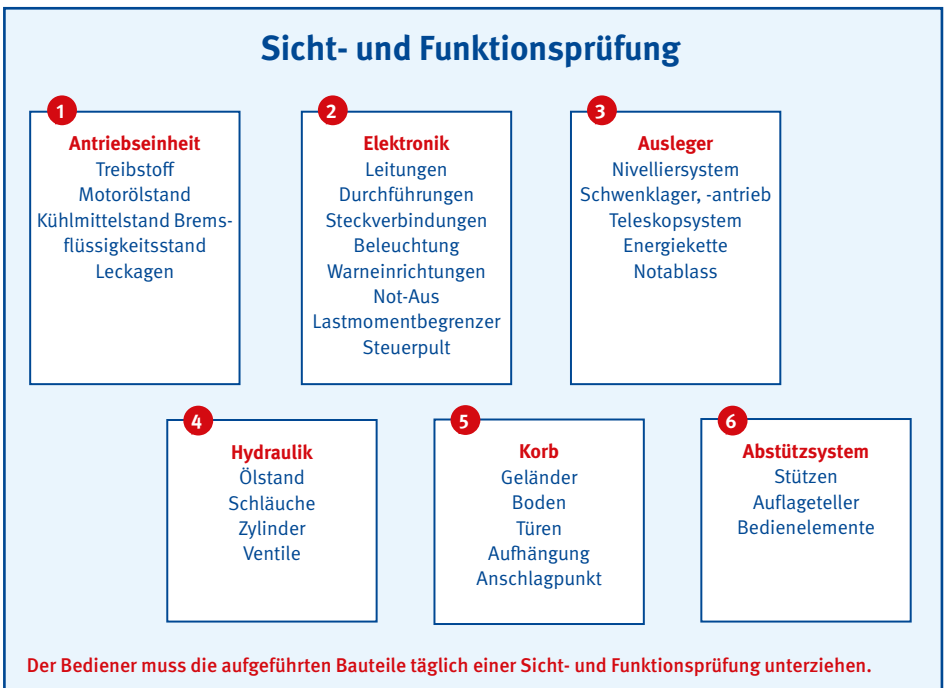 Sicht- und Funktionsprüfung
1
Antriebseinheit
Treibstoff
Motorölstand
Kühlmittelstand Brems-
flüssigkeitsstand
Leckagen
2
Elektronik
Leitungen
Durchführungen
Steckverbindungen
Beleuchtung
Warneinrichtungen
Not-Aus
Lastmomentbegrenzer
Steuerpult
3
Ausleger
Nivelliersystem
Schwenklager, -antrieb
Teleskopsystem
Energiekette
Notablass
4
Hydraulik
Ölstand
Schläuche
Zylinder
Ventile
5
Korb
Geländer
Boden
Türen
Aufhängung
Anschlagpunkt
6
Abstützsystem
Stützen
Auflageteller
Bedienelemente
Der Bediener muss die aufgeführten Bauteile täglich einer Sicht- und Funktionsprüfung unterziehen.